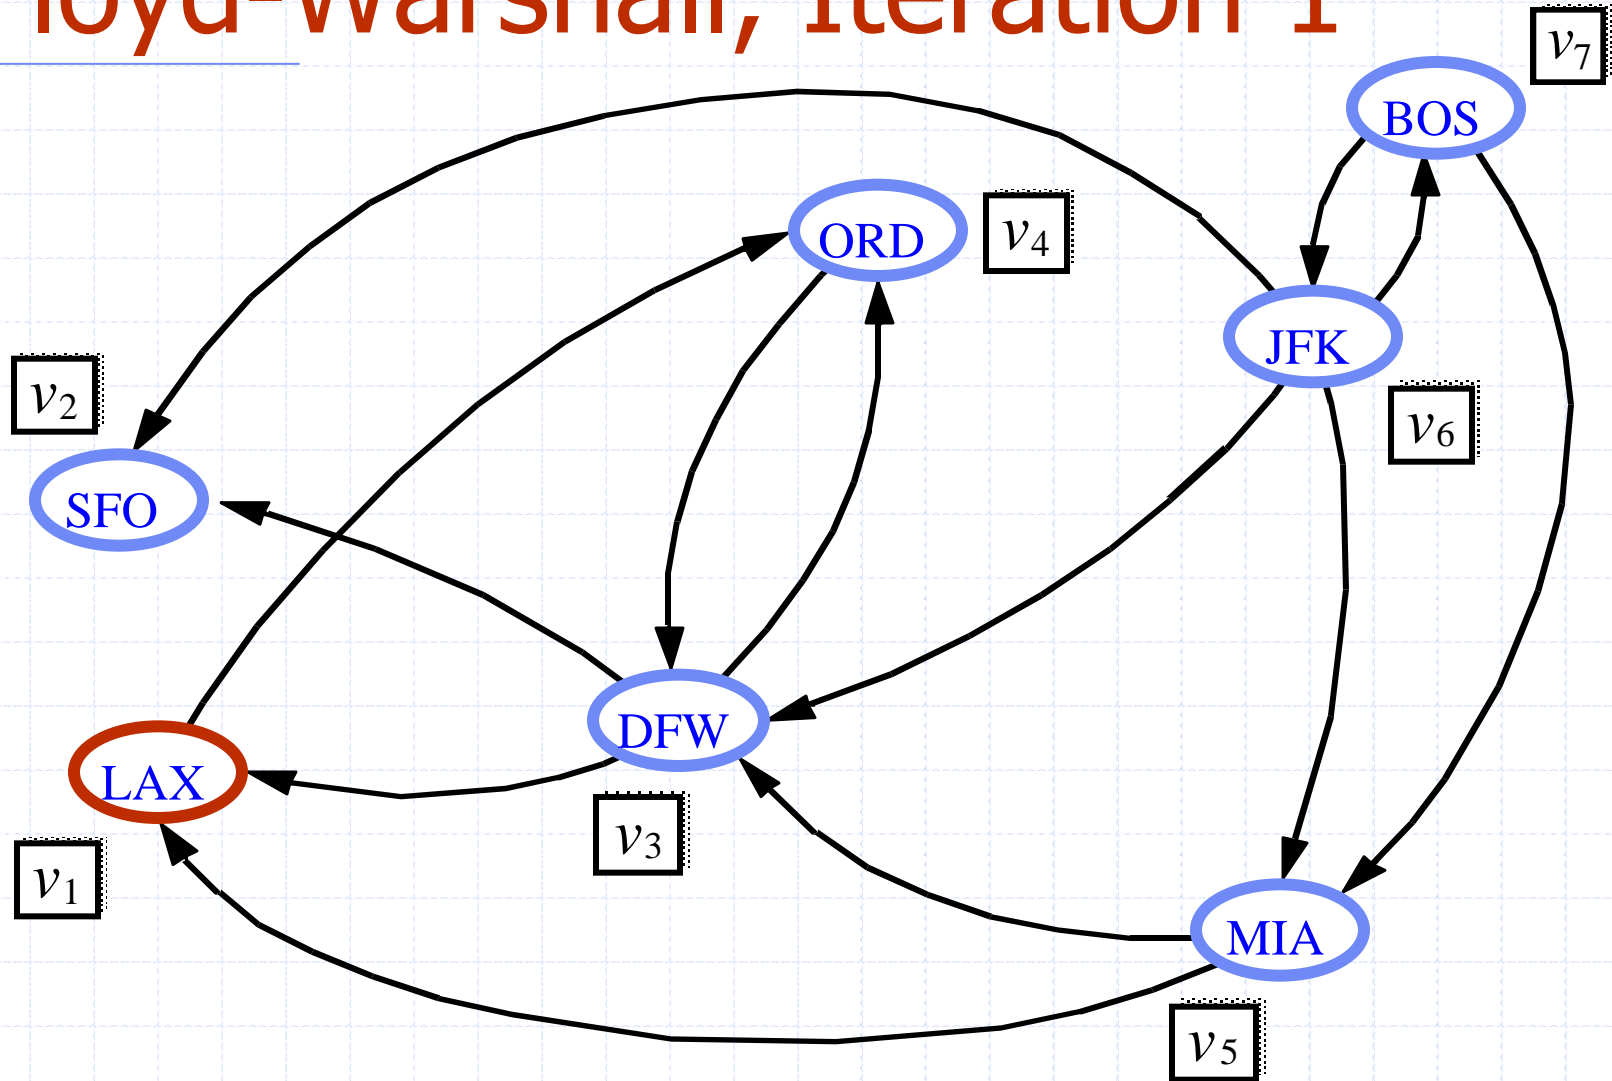 loyd-Warshall, Iteration 1
v7
BOS
ORD
v4
JFK
v2
v6
SFO
DFW
LAX
v3
v1
MIA
v5